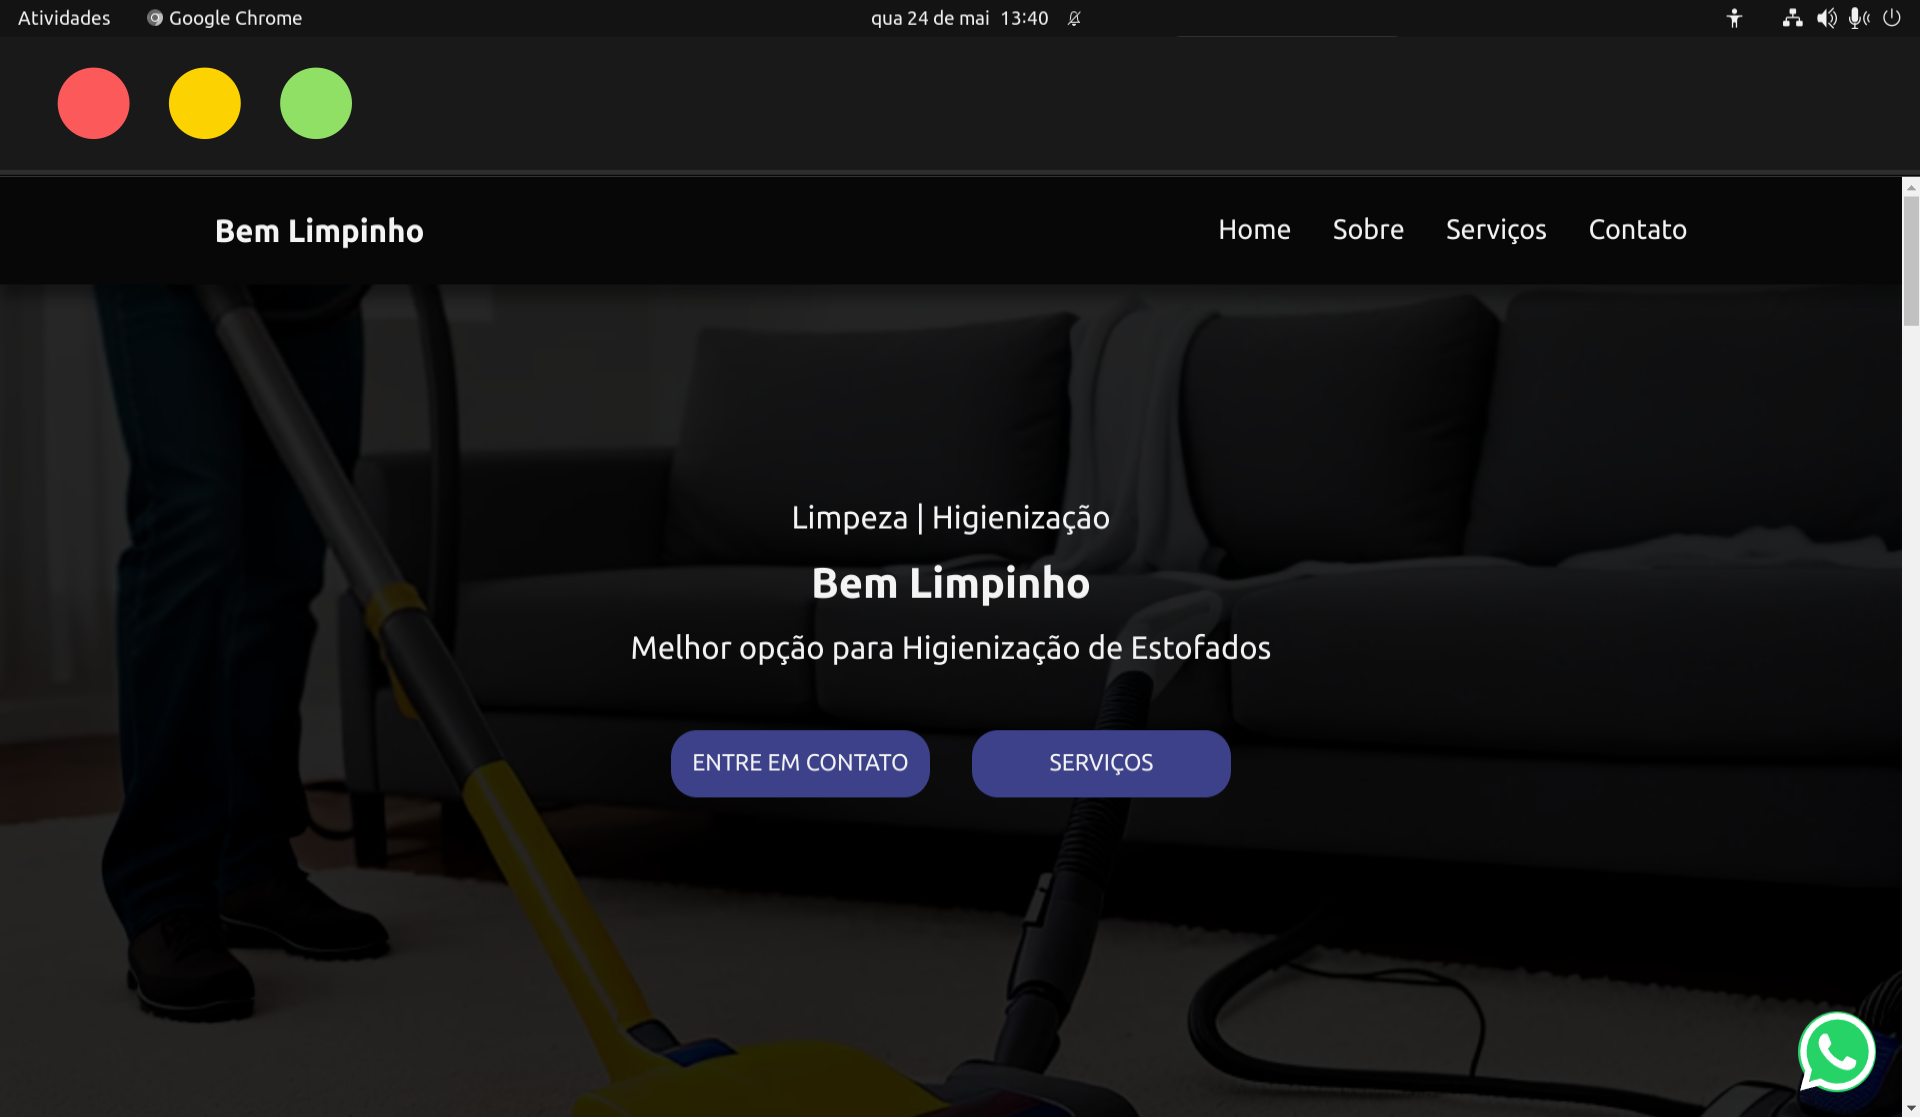 Atividades Google Chrome qua 24 de mai 13:40
Bem Limpinho Home Sobre Serviços Contato
Limpeza | Higienização
Bem Limpinho
Melhor opção para Higienização de Estofados
ENTRE EM CONTATO SERVIÇOS